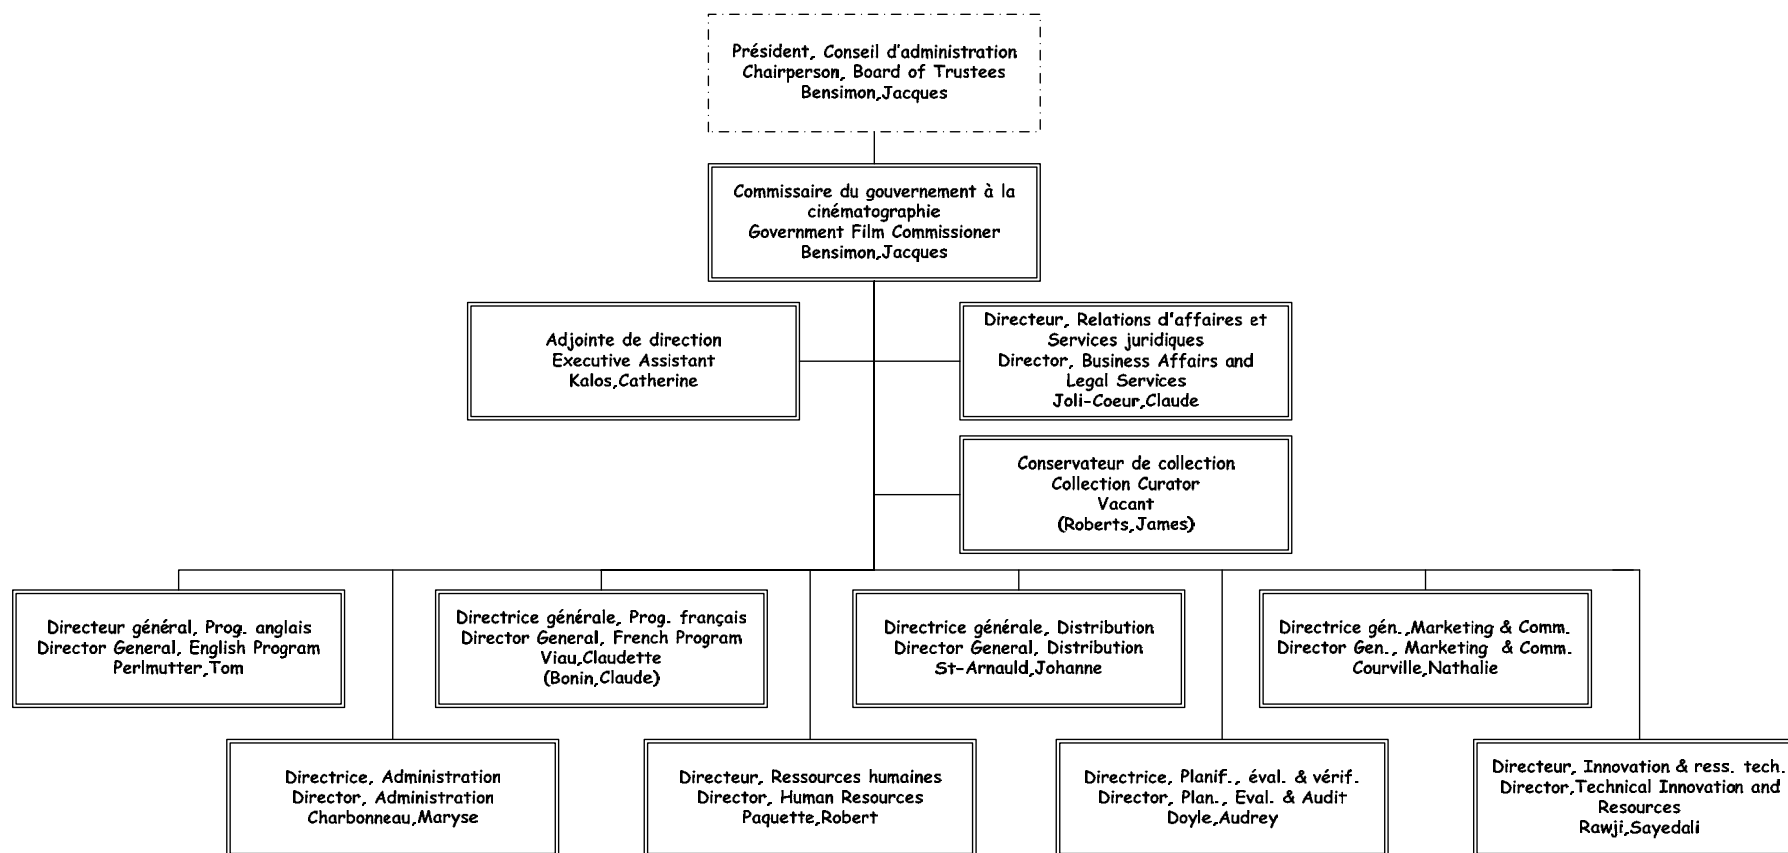 Président, Conseil d'administration
Chairperson, Board of Trustees
Bensimon,Jacques
Commissaire du gouvernement à la
cinématographie
Government Film Commissioner
Bensimon,Jacques
Adjointe de direction
Executive Assistant
Kalos,Catherine
Directeur, Relations d'affaires et
Services juridiques
Director, Business Affairs and
Legal Services
Joli-Coeur,Claude
Conservateur de collection
Collection Curator
Vacant
(Roberts,James)
Directeur général, Prog. anglais
Director General, English Program
Perlmutter,Tom
Directrice générale, Prog. français
Director General, French Program
Viau,Claudette
(Bonin,Claude)
Directrice générale, Distribution
Director General, Distribution
St-Arnauld,Johanne
Directrice gén.,Marketing & Comm.
Director Gen., Marketing & Comm.
Courville,Nathalie
Directrice, Administration
Director, Administration
Charbonneau,Maryse
Directeur, Ressources humaines
Director, Human Resources
Paquette,Robert
Directrice, Planif., éval. & vérif.
Director, Plan., Eval. & Audit
Doyle,Audrey
Directeur, Innovation & ress. tech.
Director,Technical Innovation and
Resources
Rawji,Sayedali